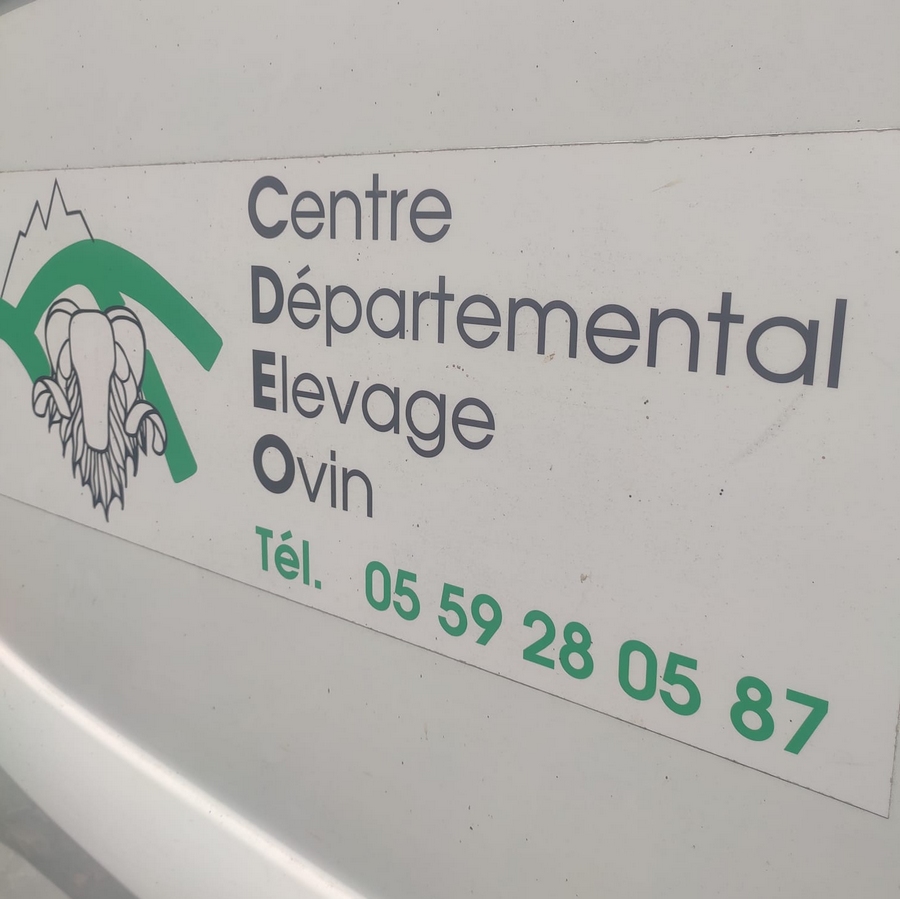 Centre
Départemental
Elevage
Ovin
Tél. 05 59 28 05 87